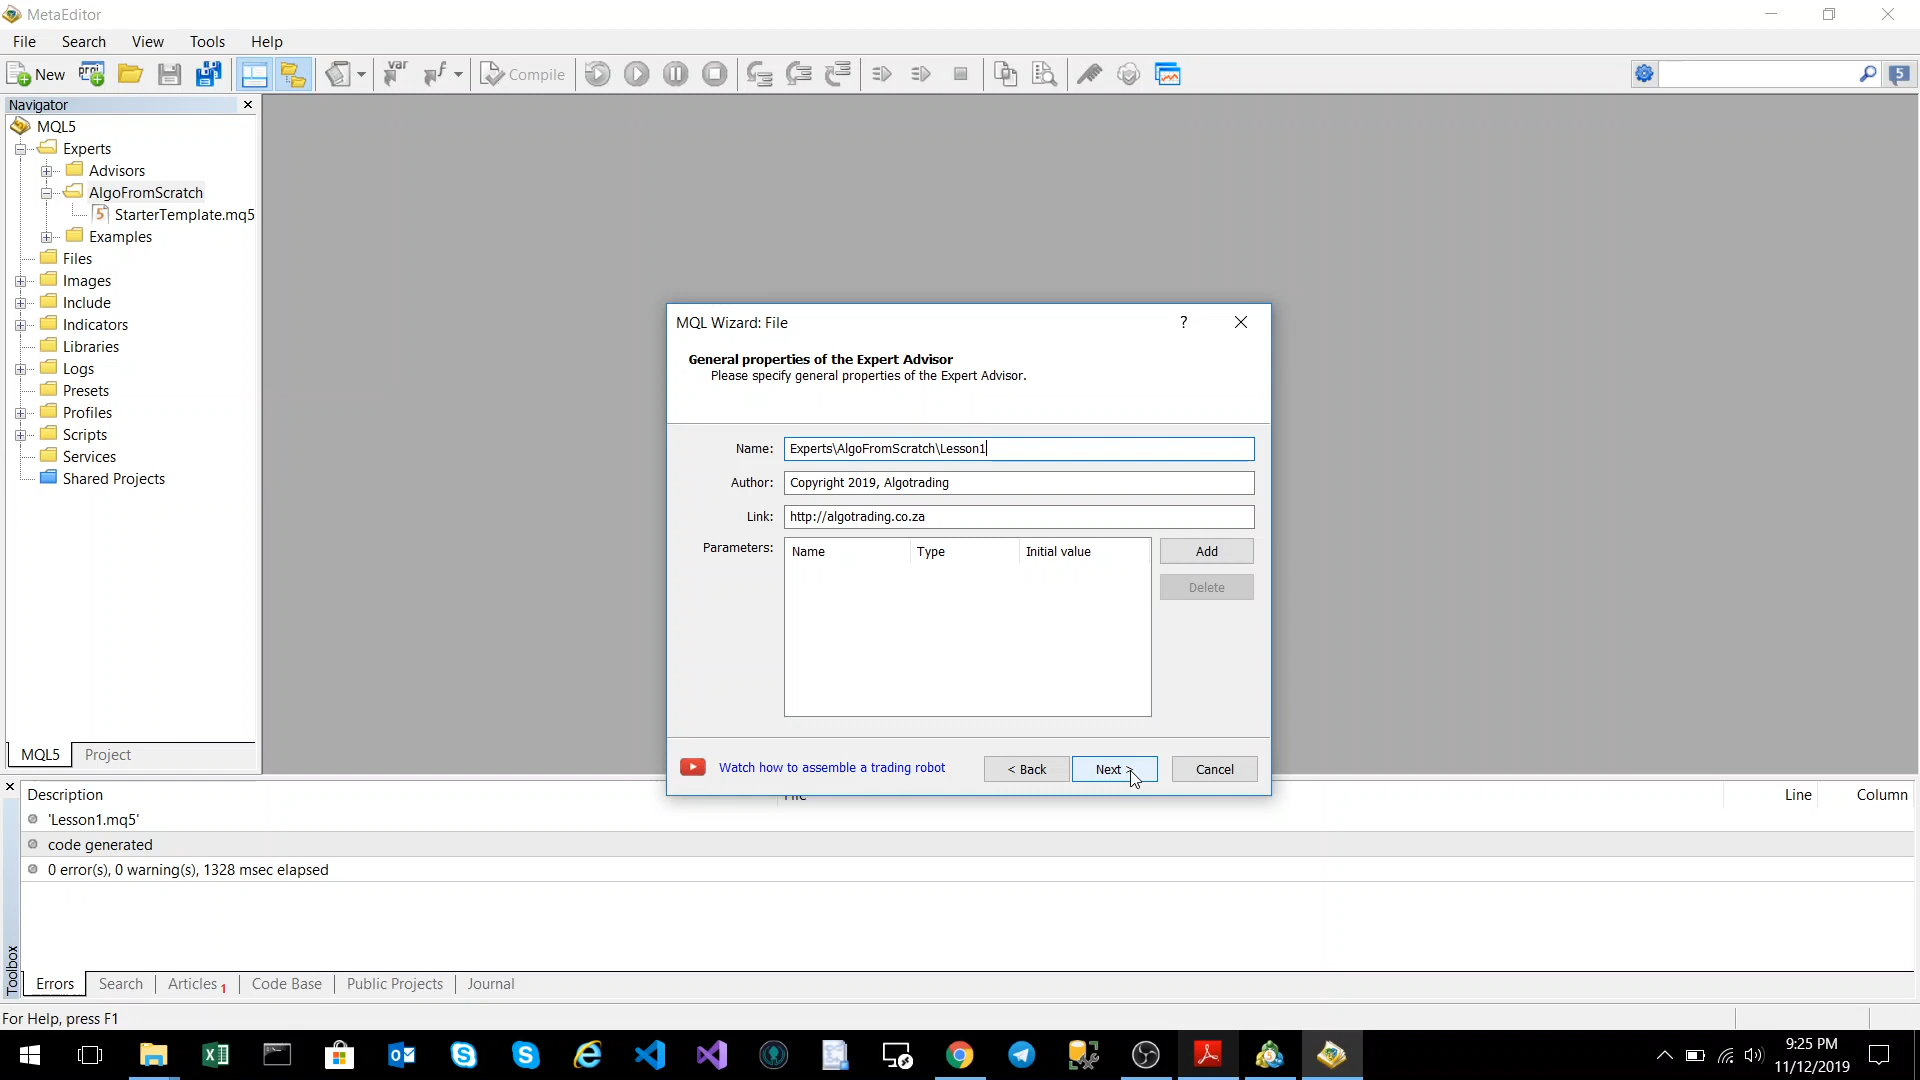 MetaEditor
File Search View Tools Help
New Compile 5
Navigator
MQL5
Experts
Advisors
AlgoFromScratch
StarterTemplate.mq5
Examples
Files
Images
Include
Indicators
Libraries
Logs
Presets
Profiles
Scripts
Services
Shared Projects
MQL5 Project
MQL Wizard: File ?
General properties of the Expert Advisor
Please specify general properties of the Expert Advisor.
Name: Experts\AlgoFromScratch\Lesson1
Author: Copyright 2019, Algotrading
Link: http://algotrading.co.za
Parameters: Name Type Initial value
Add
Delete
Watch how to assemble a trading robot
< Back Next > Cancel
Description File Line Column
'Lesson1.mq5'
code generated
0 error(s), 0 warning(s), 1328 msec elapsed
Toolbox
Errors Search Articles 1 Code Base Public Projects Journal
For Help, press F1
9:25 PM
11/12/2019